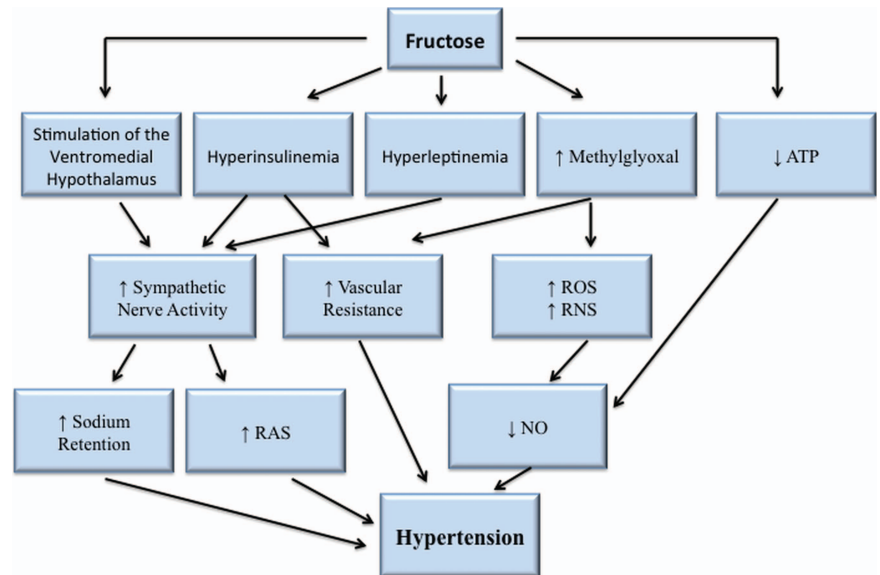 Fructose
Stimulation of the
Ventromedial
Hypothalamus
Hyperinsulinemia
Hyperleptinemia
↑ Methylglyoxal
↓ ATP
↑ Sympathetic
Nerve Activity
↑ Vascular
Resistance
↑ ROS
↑ RNS
↑ Sodium
Retention
↑ RAS
↓ NO
Hypertension